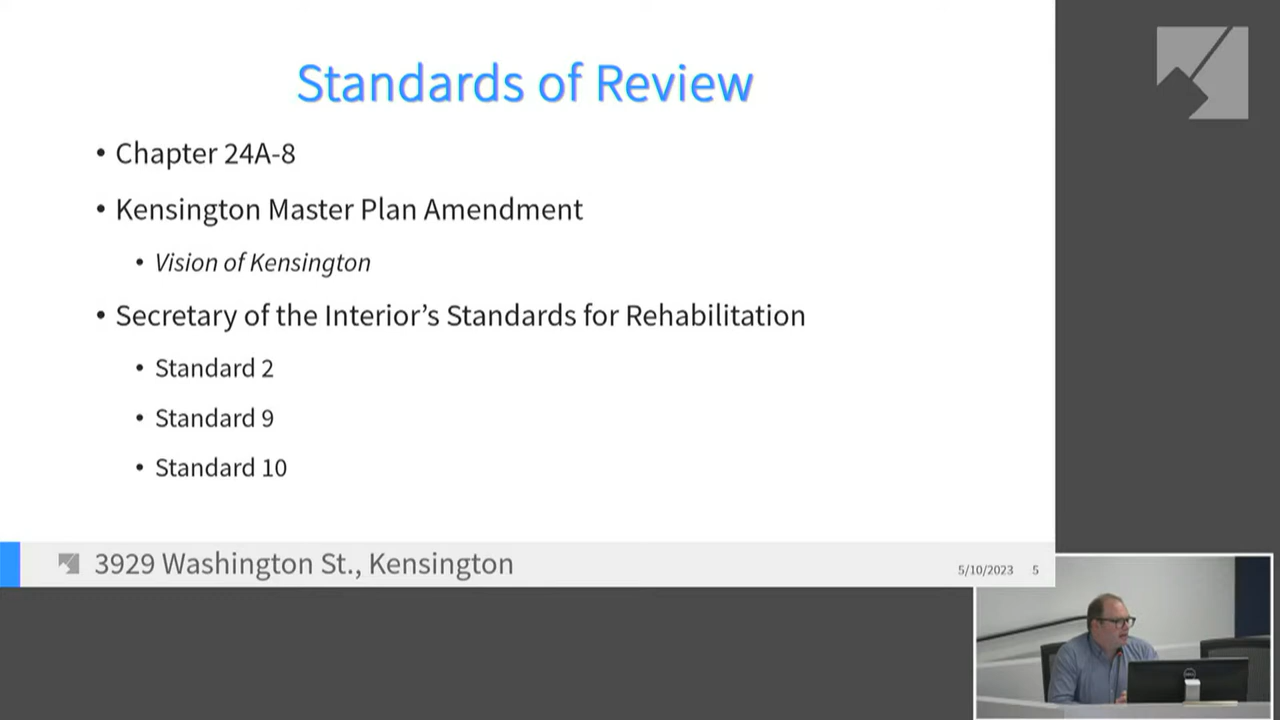 Standards of Review
• Chapter 24A-8
• Kensington Master Plan Amendment
• Vision of Kensington
• Secretary of the Interior’s Standards for Rehabilitation
• Standard 2
• Standard 9
• Standard 10
3929 Washington St., Kensington
5/10/2023 5